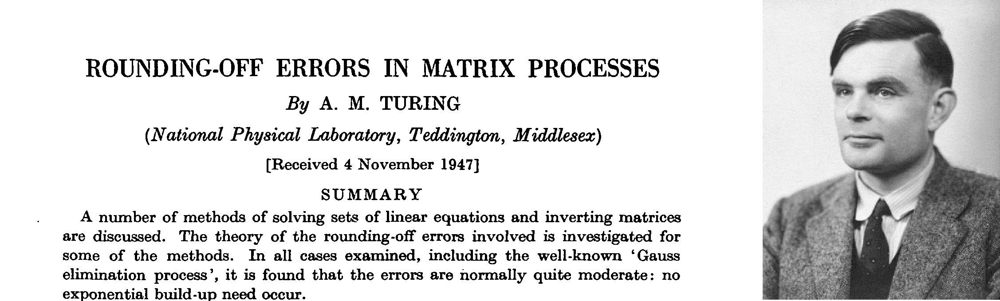 ROUNDING-OFF ERRORS IN MATRIX PROCESSES
By A. M. TURING
(National Physical Laboratory, Teddington, Middlesex)
[Received 4 November 1947]
SUMMARY
A number of methods of solving sets of linear equations and inverting matrices
are discussed. The theory of the rounding-off errors involved is investigated for
some of the methods. In all cases examined, including the well-known ‘Gauss
elimination process’, it is found that the errors are normally quite moderate: no
exponential build-up need occur.